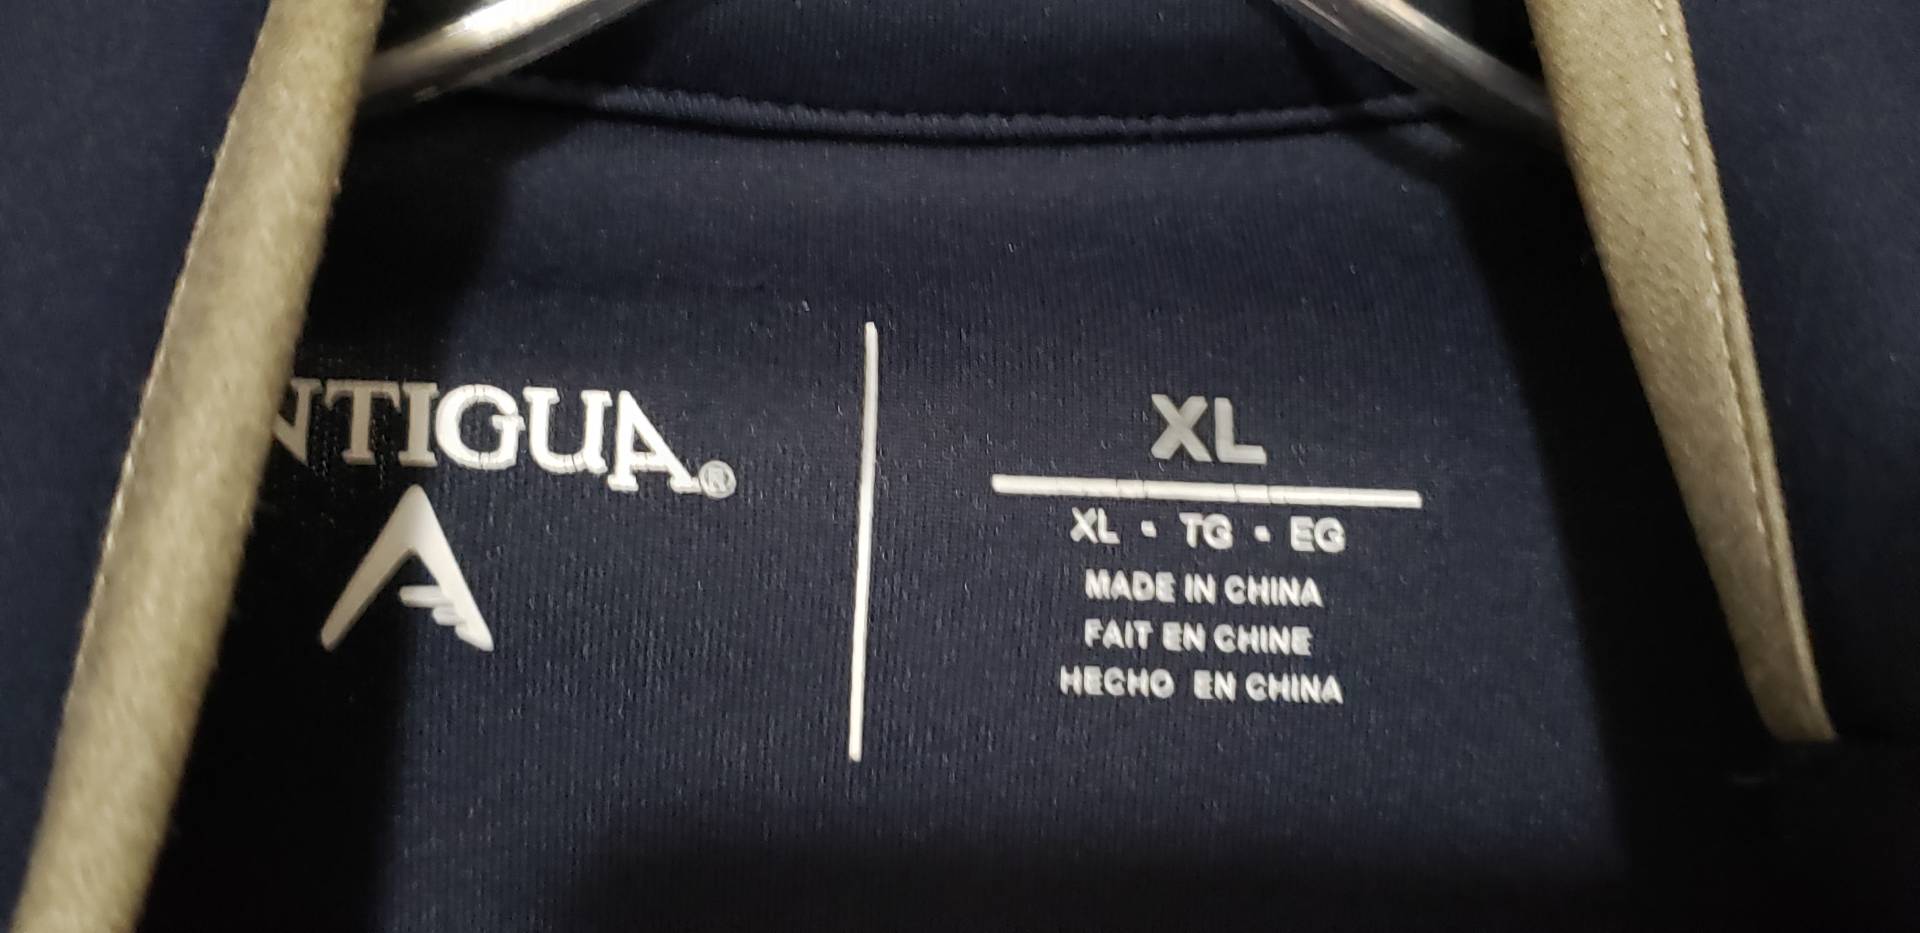 NTIGUA®
XL
XL • TG • EG
MADE IN CHINA
FAIT EN CHINE
HECHO EN CHINA